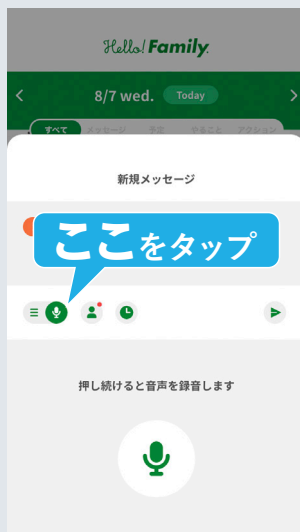 Hello! Family.
8/7 wed. Today
すべて メッセージ 予定 やること アクション
新規メッセージ
ここをタップ
押し続けると音声を録音します